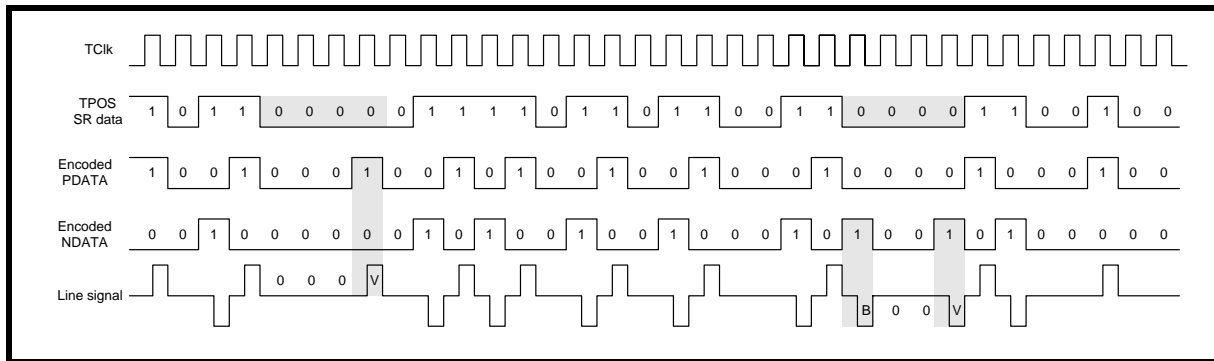 TClk
TPOS
SR data
1 0 1 1 0 0 0 0 0 1 1 1 1 0 1 1 0 1 1 0 0 1 1 0 0 0 0 1 1 0 0 1 0 0
Encoded
PDATA
1 0 0 1 0 0 0 1 0 0 1 0 1 0 0 1 0 0 1 0 0 0 1 0 0 0 0 1 0 0 0 1 0 0
Encoded
NDATA
0 0 1 0 0 0 0 0 0 1 0 1 0 0 1 0 0 1 0 0 0 1 0 1 0 0 1 0 1 0 0 0 0 0
Line signal
0 0 0 V
B 0 0 V